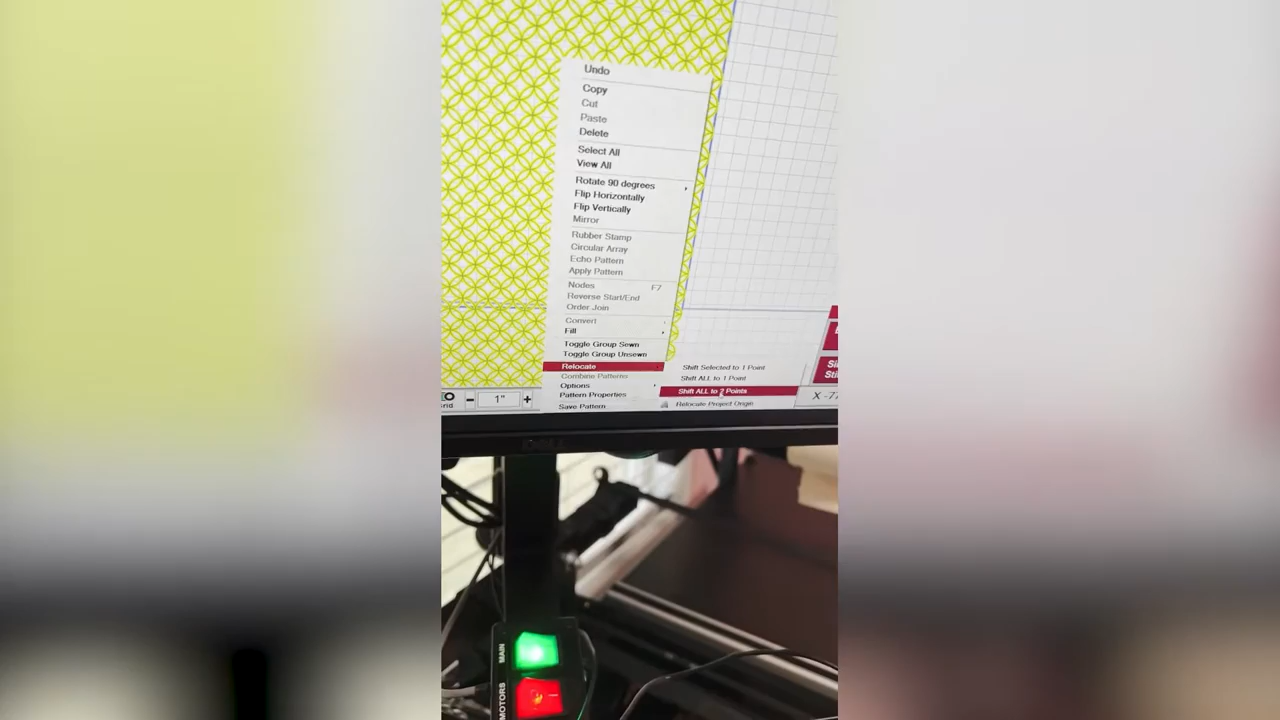 Undo
Copy
Cut
Paste
Delete
Select All
View All
Rotate 90 degrees
Flip Horizontally
Flip Vertically
Mirror
Rubber Stamp
Circular Array
Echo Pattern
Apply Pattern
Nodes F7
Reverse Start/End
Order Join
Convert
Fill
Toggle Group Sewn
Toggle Group Unsewn
Relocate
Combine Patterns
Options
Pattern Properties
Save Pattern
Shift Selected to 1 Point
Shift ALL to 1 Point
Shift ALL to 2 Points
Relocate Project Origin
- 1" +
DELL
MAIN
MOTORS